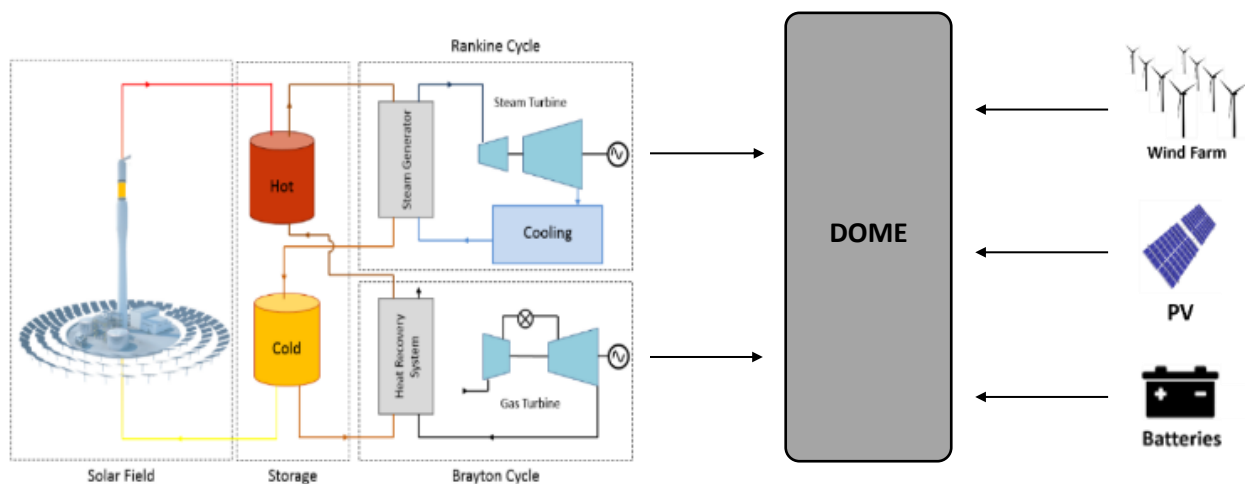 Rankine Cycle
Steam Turbine
Steam Generator
Hot
Cooling
Cold
Heat Recovery
System
Gas Turbine
Solar Field
Storage
Brayton Cycle
DOME
Wind Farm
PV
Batteries